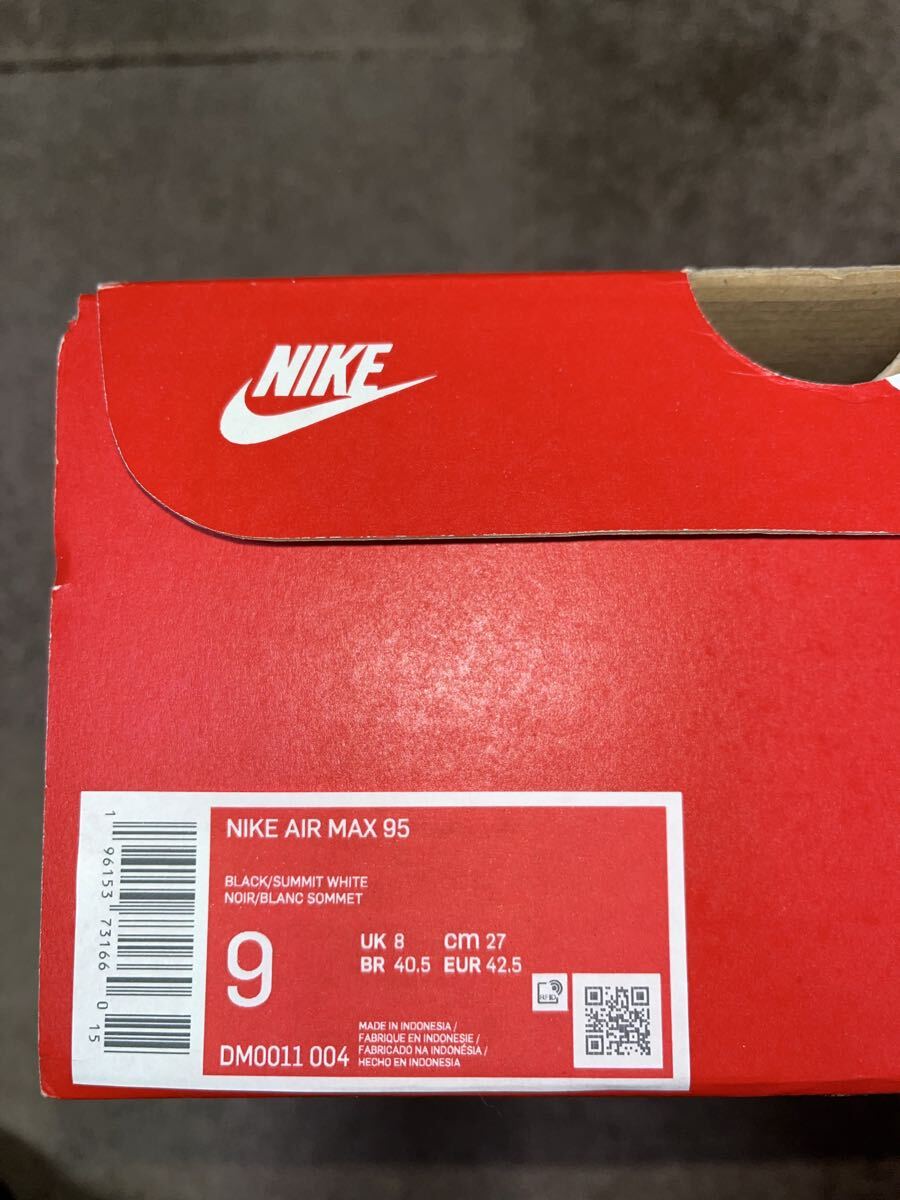 NIKE
NIKE AIR MAX 95
BLACK/SUMMIT WHITE
NOIR/BLANC SOMMET
9
UK 8 cm 27
BR 40.5 EUR 42.5
RFID
DM0011 004
MADE IN INDONESIA /
FABRIQUE EN INDONESIE /
FABRICADO NA INDONÉSIA /
HECHO EN INDONESIA
1 96153 73166 0 15